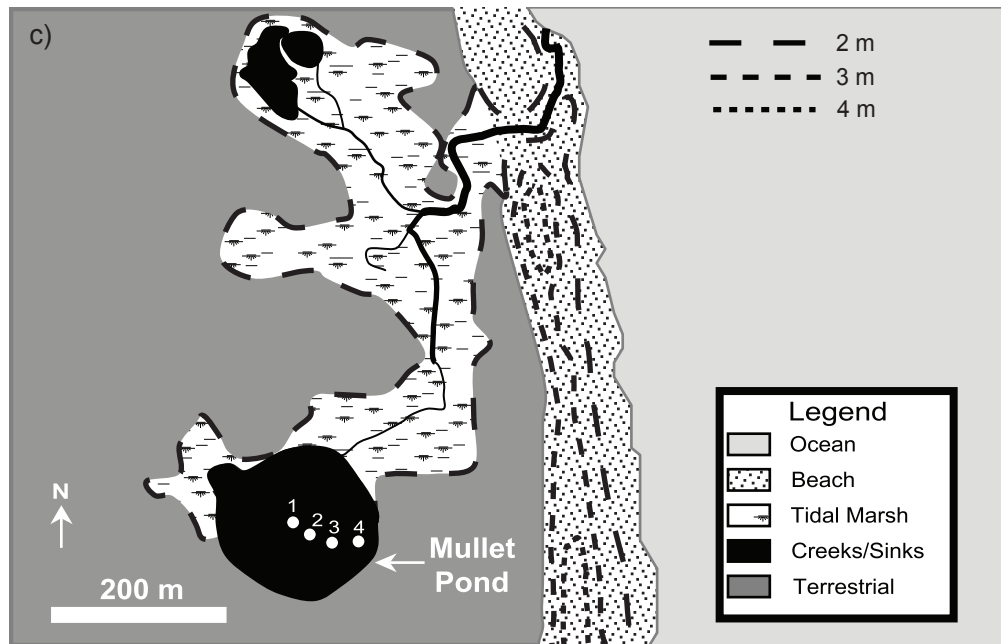 c)
2 m
3 m
4 m
Legend
Ocean
Beach
Tidal Marsh
Creeks/Sinks
Terrestrial
N
200 m
1
2
3
4
Mullet
Pond